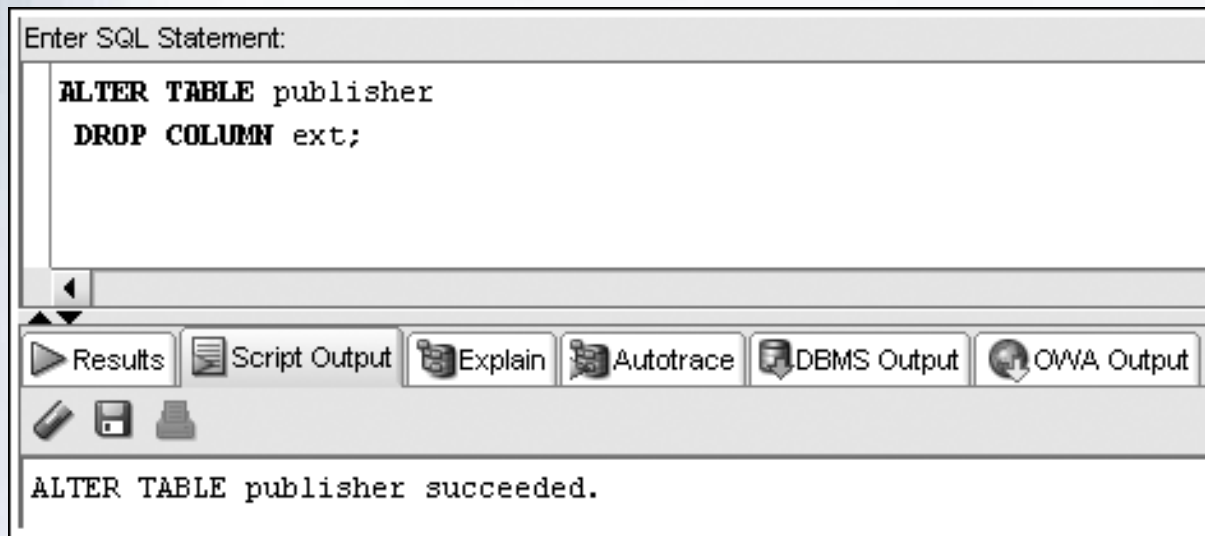 Enter SQL Statement:
ALTER TABLE publisher
DROP COLUMN ext;
Results Script Output Explain Autotrace DBMS Output OWA Output
ALTER TABLE publisher succeeded.